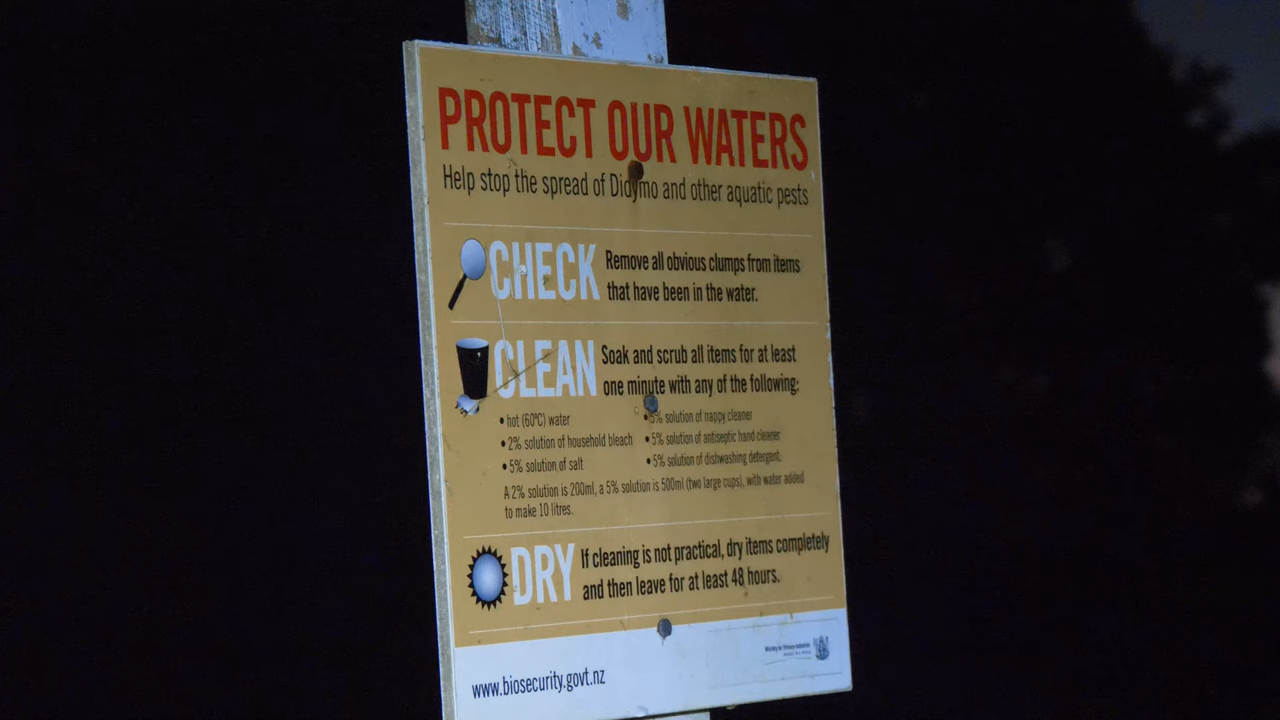 PROTECT OUR WATERS
Help stop the spread of Didymo and other aquatic pests
CHECK
Remove all obvious clumps from items
that have been in the water.
CLEAN
Soak and scrub all items for at least
one minute with any of the following:
• hot (60ºC) water
• 2% solution of household bleach
• 5% solution of salt
• 5% solution of nappy cleaner
• 5% solution of antiseptic hand cleaner
• 5% solution of dishwashing detergent.
A 2% solution is 200ml, a 5% solution is 500ml (two large cups), with water added
to make 10 litres.
DRY
If cleaning is not practical, dry items completely
and then leave for at least 48 hours.
www.biosecurity.govt.nz
Ministry for Primary Industries